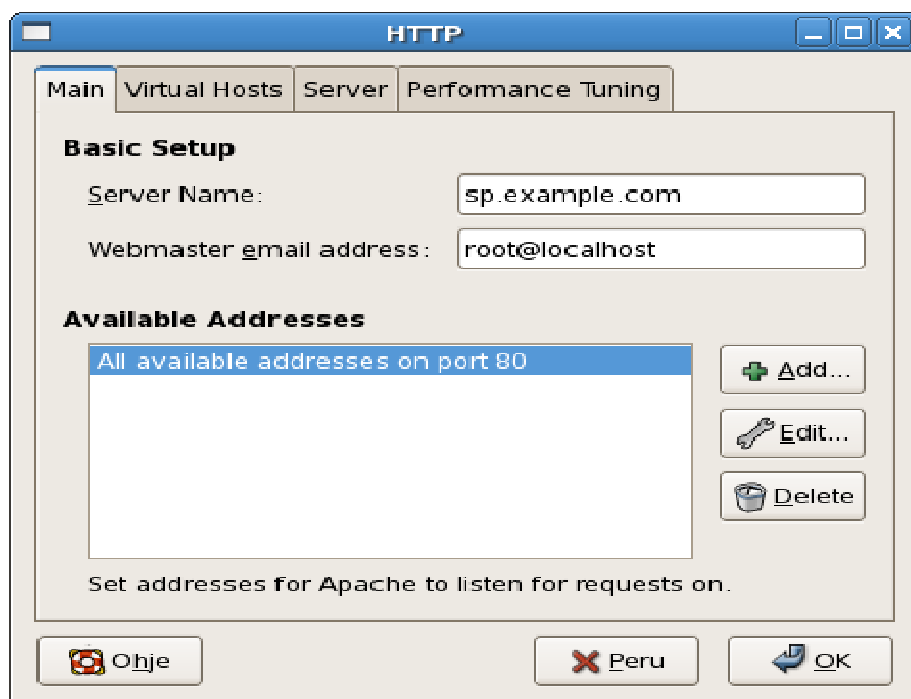 HTTP
Main Virtual Hosts Server Performance Tuning
Basic Setup
Server Name: sp.example.com
Webmaster email address: root@localhost
Available Addresses
All available addresses on port 80
Add...
Edit...
Delete
Set addresses for Apache to listen for requests on.
Ohje Peru OK